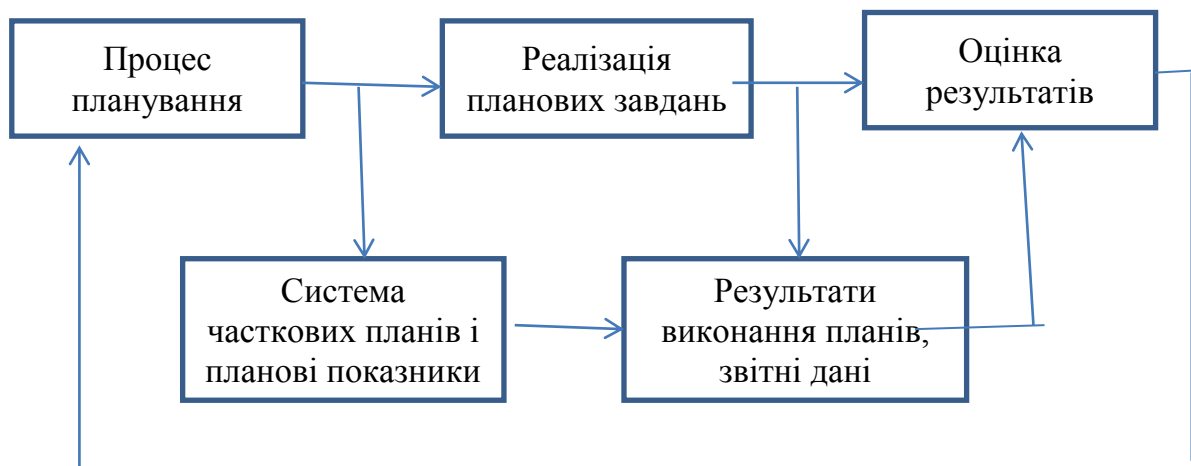 Процес
планування
Реалізація
планових завдань
Оцінка
результатів
Система
часткових планів і
планові показники
Результати
виконання планів,
звітні дані